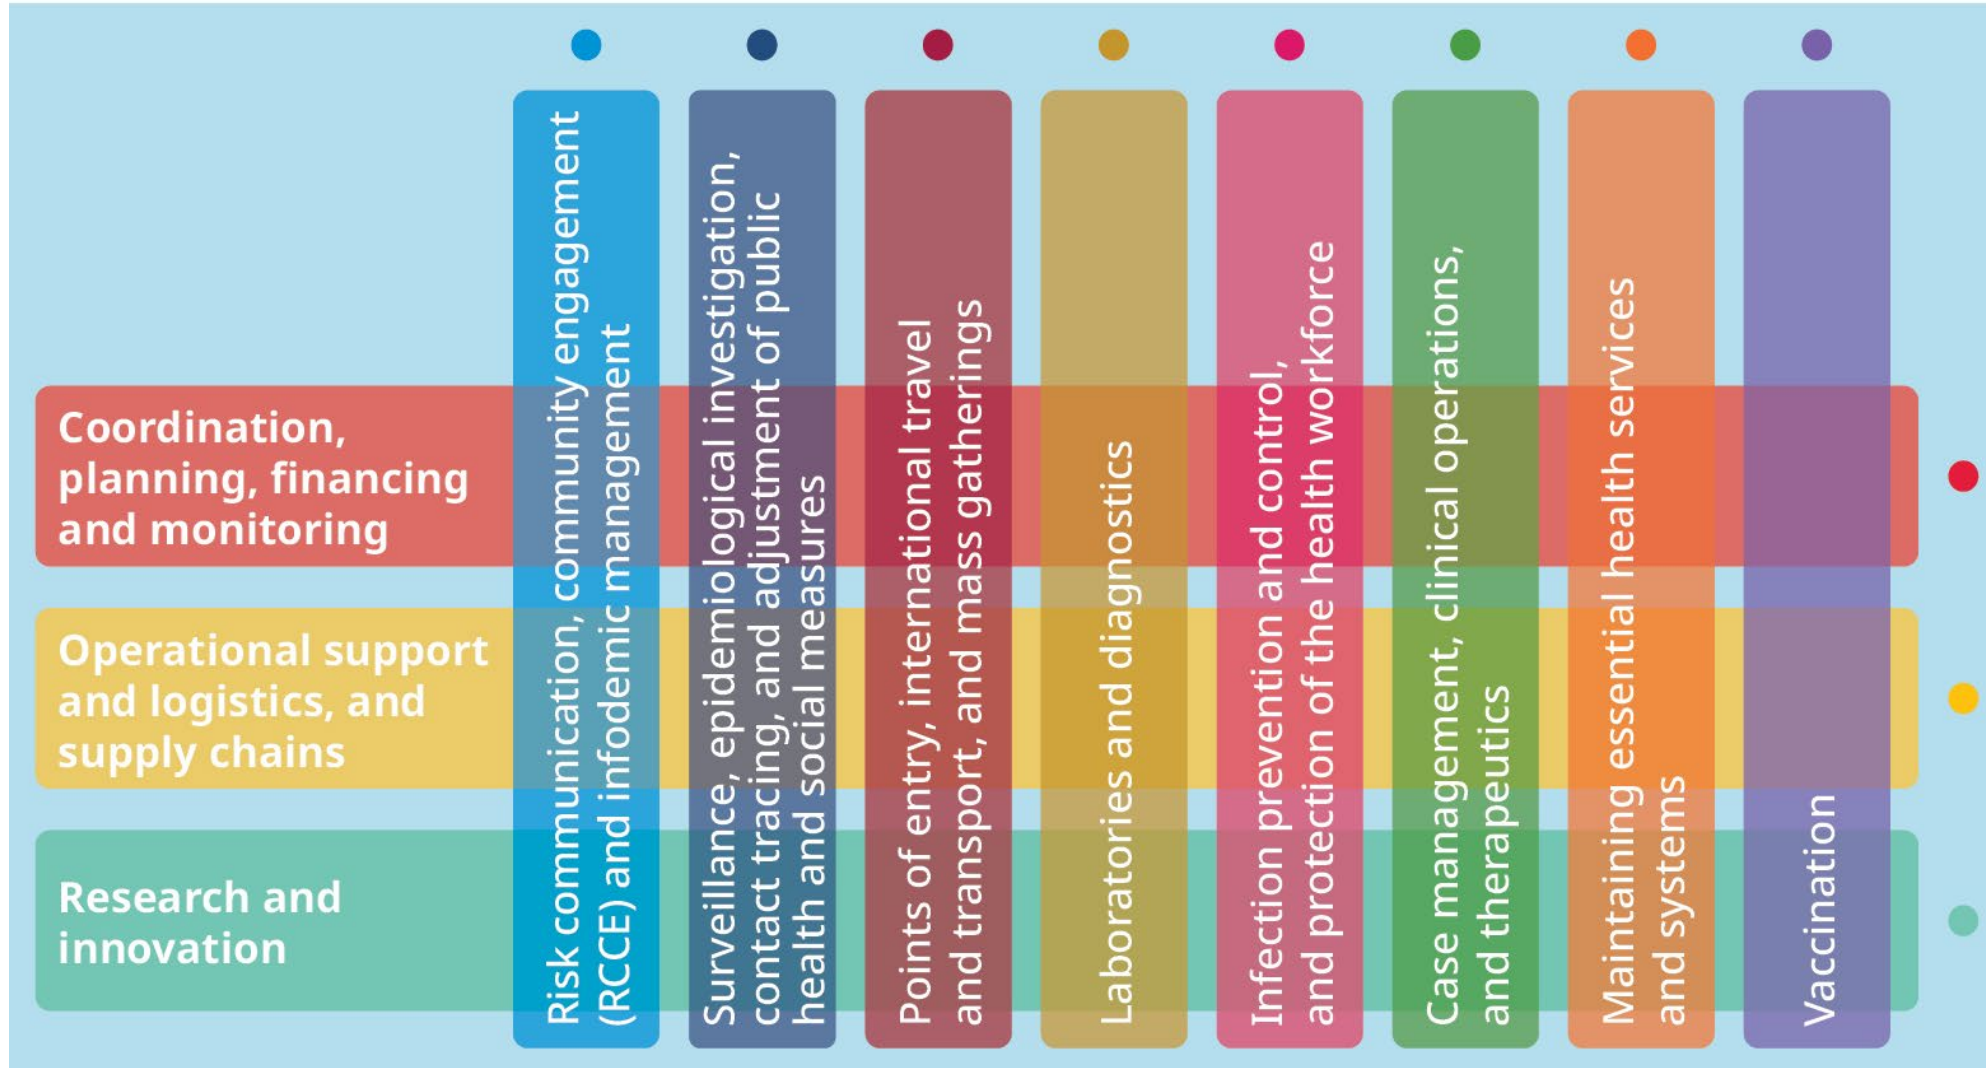 Coordination,
planning, financing
and monitoring
Operational support
and logistics, and
supply chains
Research and
innovation
Risk communication, community engagement
(RCCE) and infodemic management
Surveillance, epidemiological investigation,
contact tracing, and adjustment of public
health and social measures
Points of entry, international travel
and transport, and mass gatherings
Laboratories and diagnostics
Infection prevention and control,
and protection of the health workforce
Case management, clinical operations,
and therapeutics
Maintaining essential health services
and systems
Vaccination